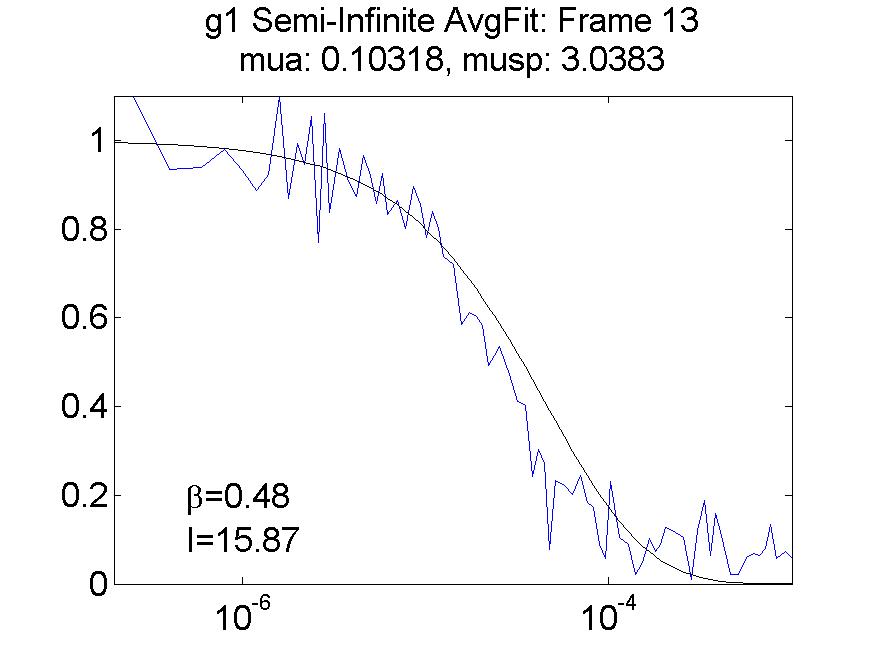 g1 Semi-Infinite AvgFit: Frame 13
mua: 0.10318, musp: 3.0383
1
0.8
0.6
0.4
0.2
0
β=0.48
I=15.87
10^-6
10^-4